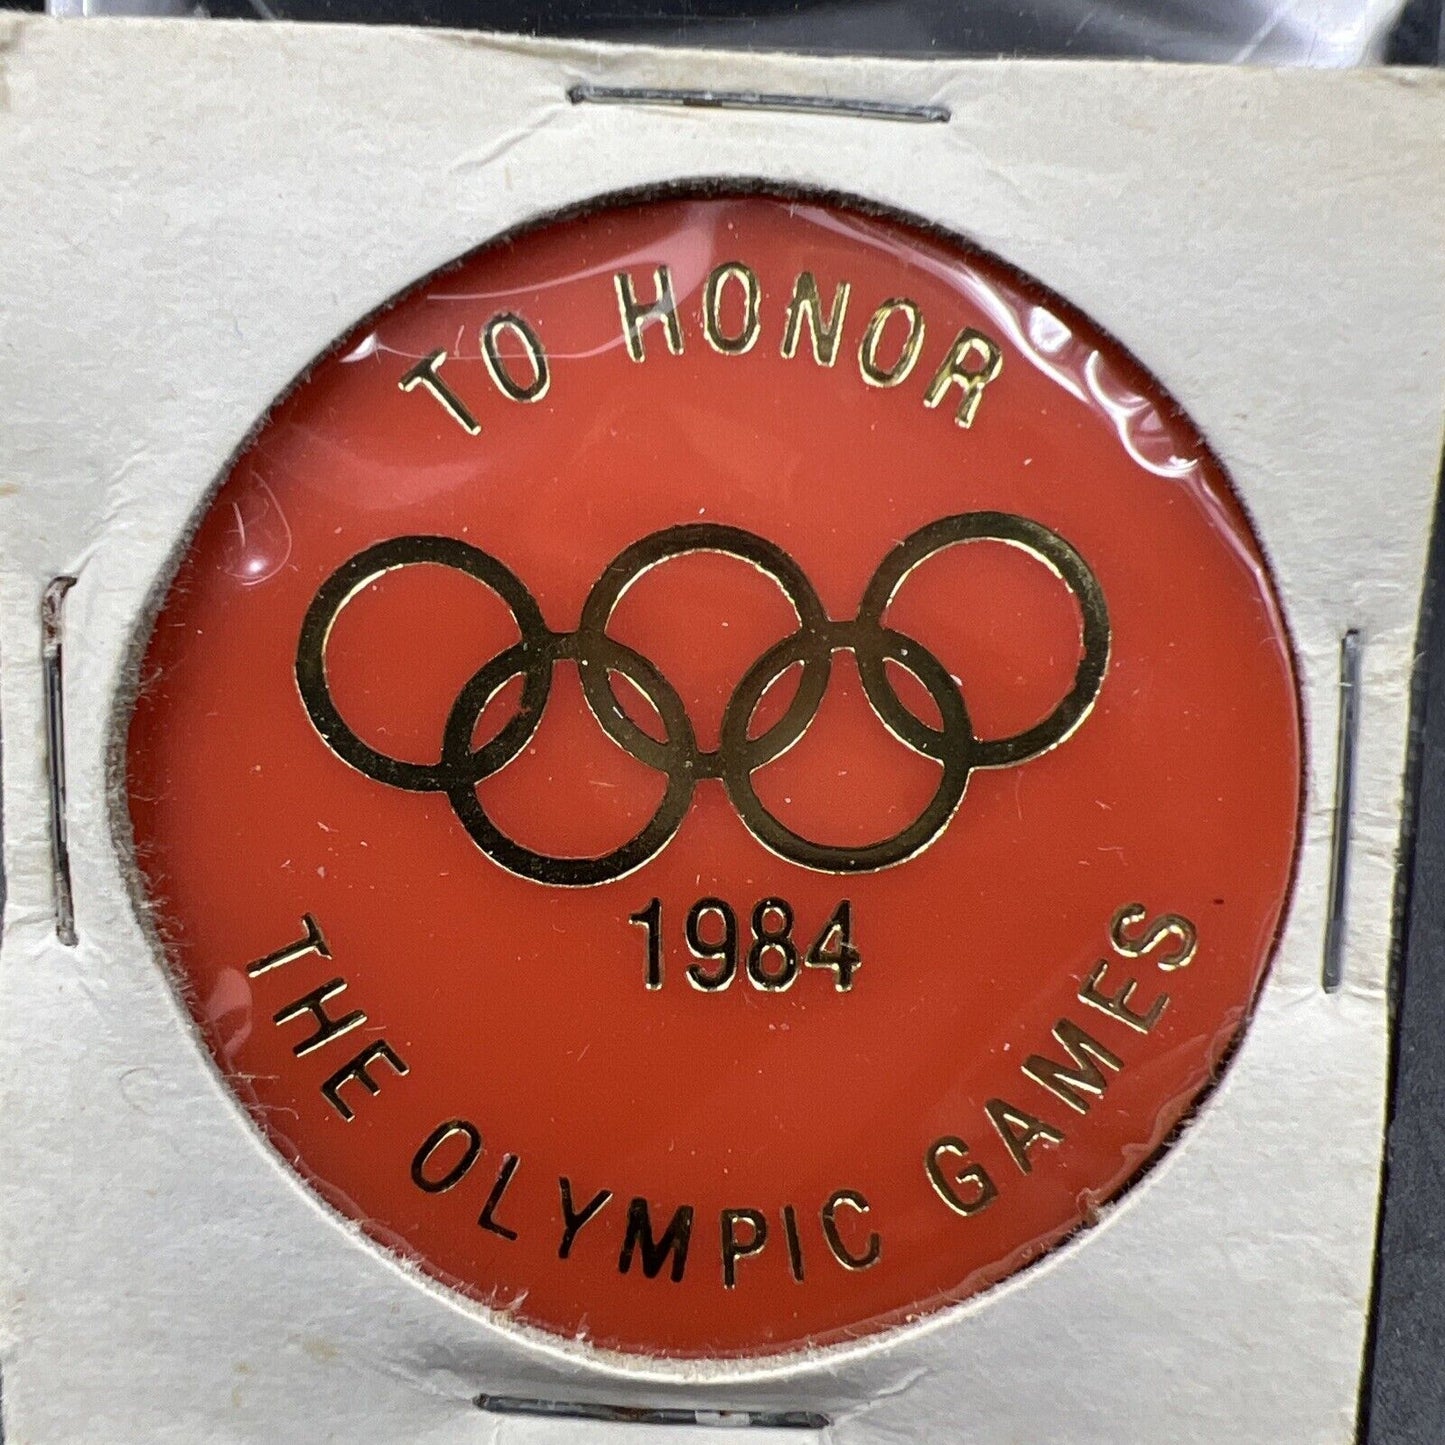 TO HONOR
1984
THE OLYMPIC GAMES